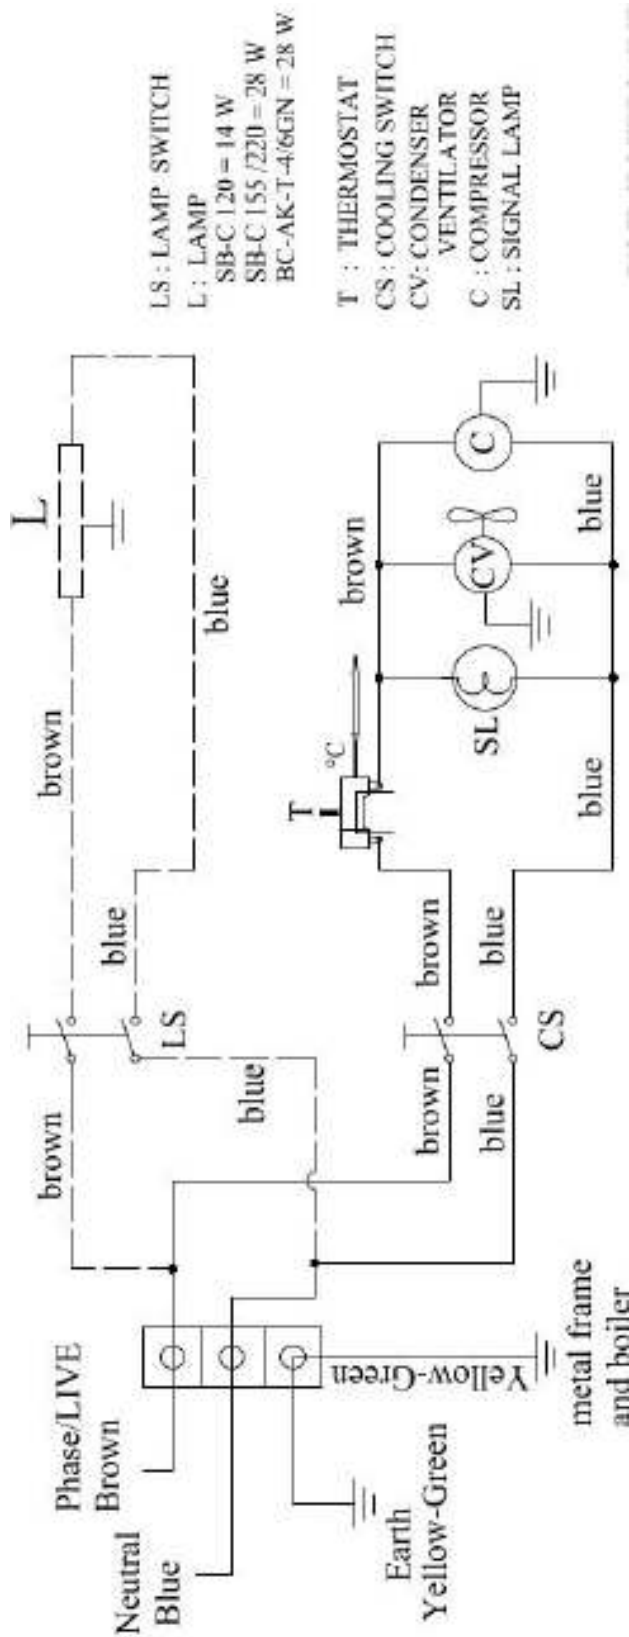 Phase/LIVE
Brown
Neutral
Blue
Earth
Yellow-Green
Yellow-Green
metal frame
and boiler
brown
blue
LS
brown
blue
blue
L
brown
blue
brown
blue
CS
T
°C
brown
SL
CV
C
blue
blue
LS : LAMP SWITCH
L : LAMP
SB-C 120 = 14 W
SB-C 155 /220 = 28 W
BC-AK-T-4/6GN = 28 W
T : THERMOSTAT
CS : COOLING SWITCH
CV: CONDENSER
VENTILATOR
C : COMPRESSOR
SL : SIGNAL LAMP